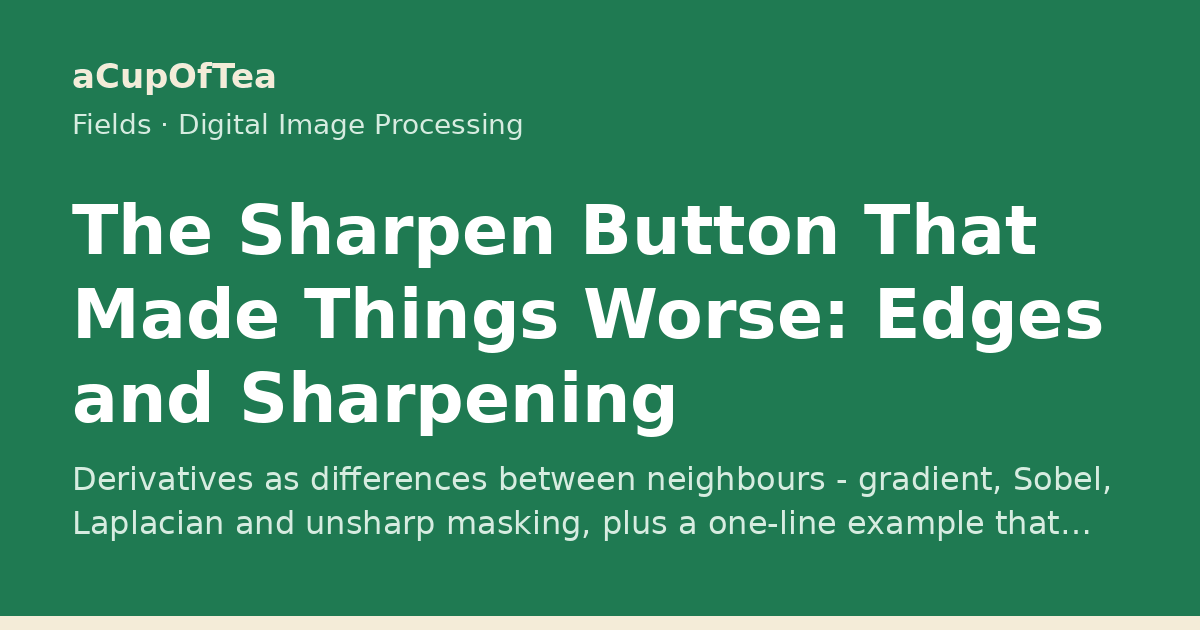 aCupOfTea
Fields · Digital Image Processing
The Sharpen Button That
Made Things Worse: Edges
and Sharpening
Derivatives as differences between neighbours - gradient, Sobel,
Laplacian and unsharp masking, plus a one-line example that…